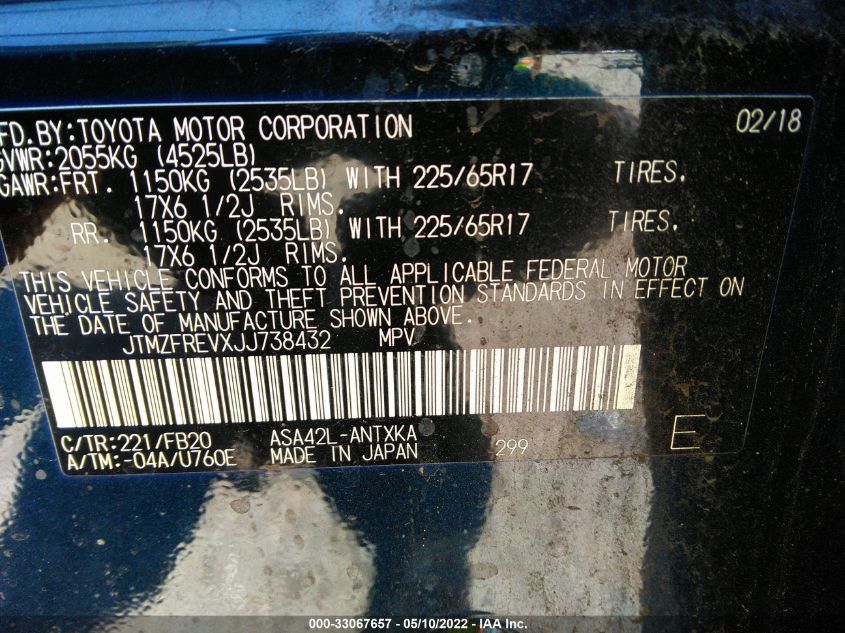 FD.BY:TOYOTA MOTOR CORPORATION 02/18
GVWR:2055KG (4525LB)
GAWR:FRT. 1150KG (2535LB) WITH 225/65R17 TIRES.
17X6 1/2J RIMS.
RR. 1150KG (2535LB) WITH 225/65R17 TIRES.
17X6 1/2J RIMS.
THIS VEHICLE CONFORMS TO ALL APPLICABLE FEDERAL MOTOR
VEHICLE SAFETY AND THEFT PREVENTION STANDARDS IN EFFECT ON
THE DATE OF MANUFACTURE SHOWN ABOVE.
JTMZFREVXJJ738432 MPV
C/TR:221/FB20 ASA42L-ANTXKA
A/TM:-04A/U760E MADE IN JAPAN 299 E
000-33067657 - 05/10/2022 - IAA Inc.